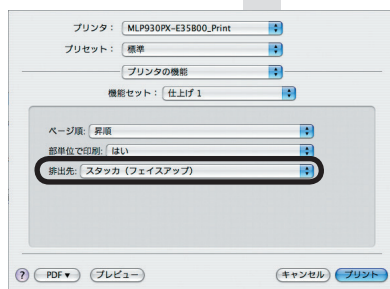 プリンタ： MLP930PX-E35B00_Print
プリセット： 標準
プリンタの機能
機能セット： 仕上げ 1
ページ順: 昇順
部単位で印刷: はい
排出先: スタッカ（フェイスアップ）
? PDF▼ プレビュー キャンセル プリント